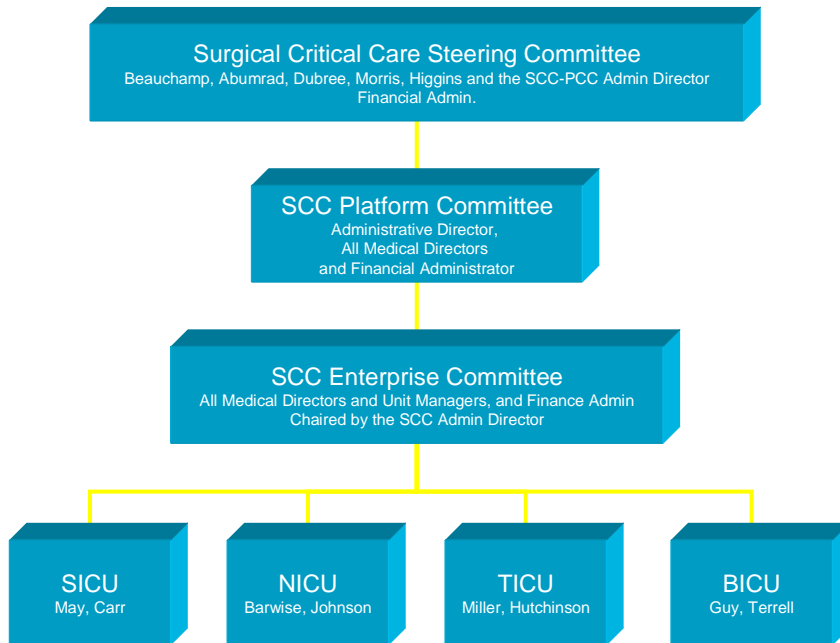 Surgical Critical Care Steering Committee
Beauchamp, Abumrad, Dubree, Morris, Higgins and the SCC-PCC Admin Director
Financial Admin.
SCC Platform Committee
Administrative Director,
All Medical Directors
and Financial Administrator
SCC Enterprise Committee
All Medical Directors and Unit Managers, and Finance Admin
Chaired by the SCC Admin Director
SICU
May, Carr
NICU
Barwise, Johnson
TICU
Miller, Hutchinson
BICU
Guy, Terrell